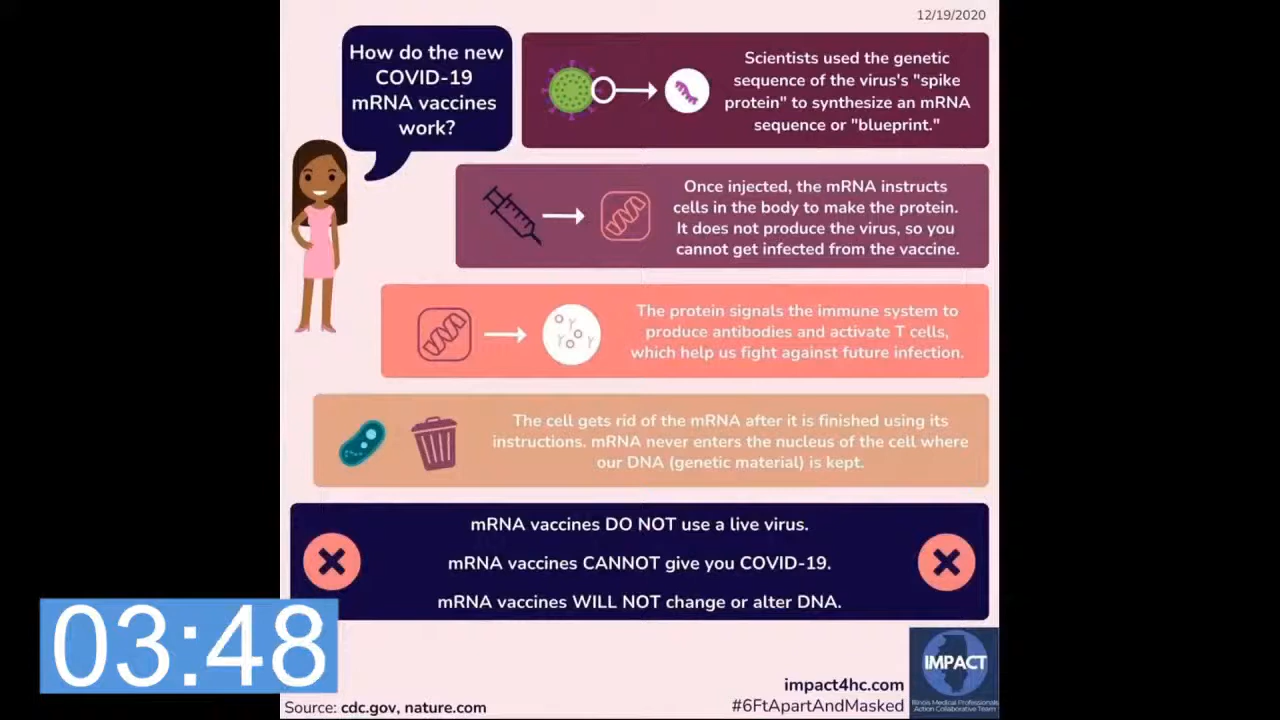 12/19/2020
How do the new
COVID-19
mRNA vaccines
work?
Scientists used the genetic
sequence of the virus's "spike
protein" to synthesize an mRNA
sequence or "blueprint."
Once injected, the mRNA instructs
cells in the body to make the protein.
It does not produce the virus, so you
cannot get infected from the vaccine.
The protein signals the immune system to
produce antibodies and activate T cells,
which help us fight against future infection.
The cell gets rid of the mRNA after it is finished using its
instructions. mRNA never enters the nucleus of the cell where
our DNA (genetic material) is kept.
mRNA vaccines DO NOT use a live virus.
mRNA vaccines CANNOT give you COVID-19.
mRNA vaccines WILL NOT change or alter DNA.
03:48
Source: cdc.gov, nature.com
impact4hc.com
#6FtApartAndMasked
IMPACT
Illinois Medical Professionals
Action Collaborative Team